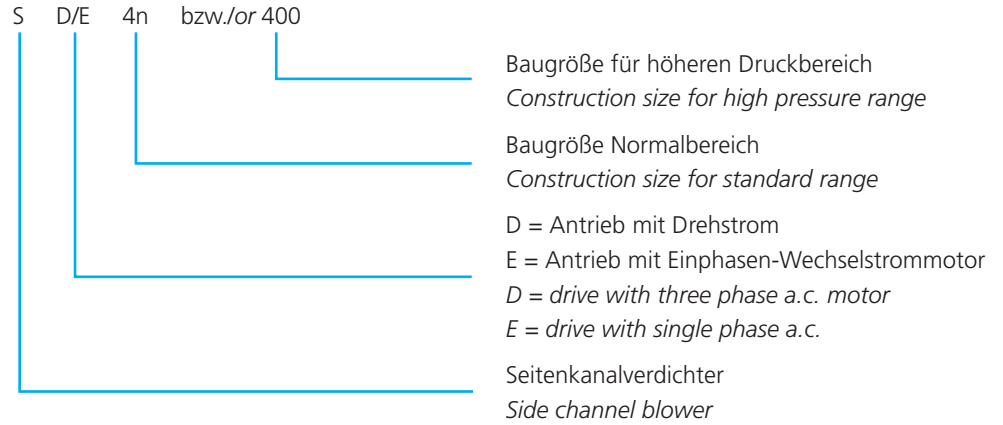 S D/E 4n bzw./or 400
Baugröße für höheren Druckbereich
Construction size for high pressure range
Baugröße Normalbereich
Construction size for standard range
D = Antrieb mit Drehstrom
E = Antrieb mit Einphasen-Wechselstrommotor
D = drive with three phase a.c. motor
E = drive with single phase a.c.
Seitenkanalverdichter
Side channel blower